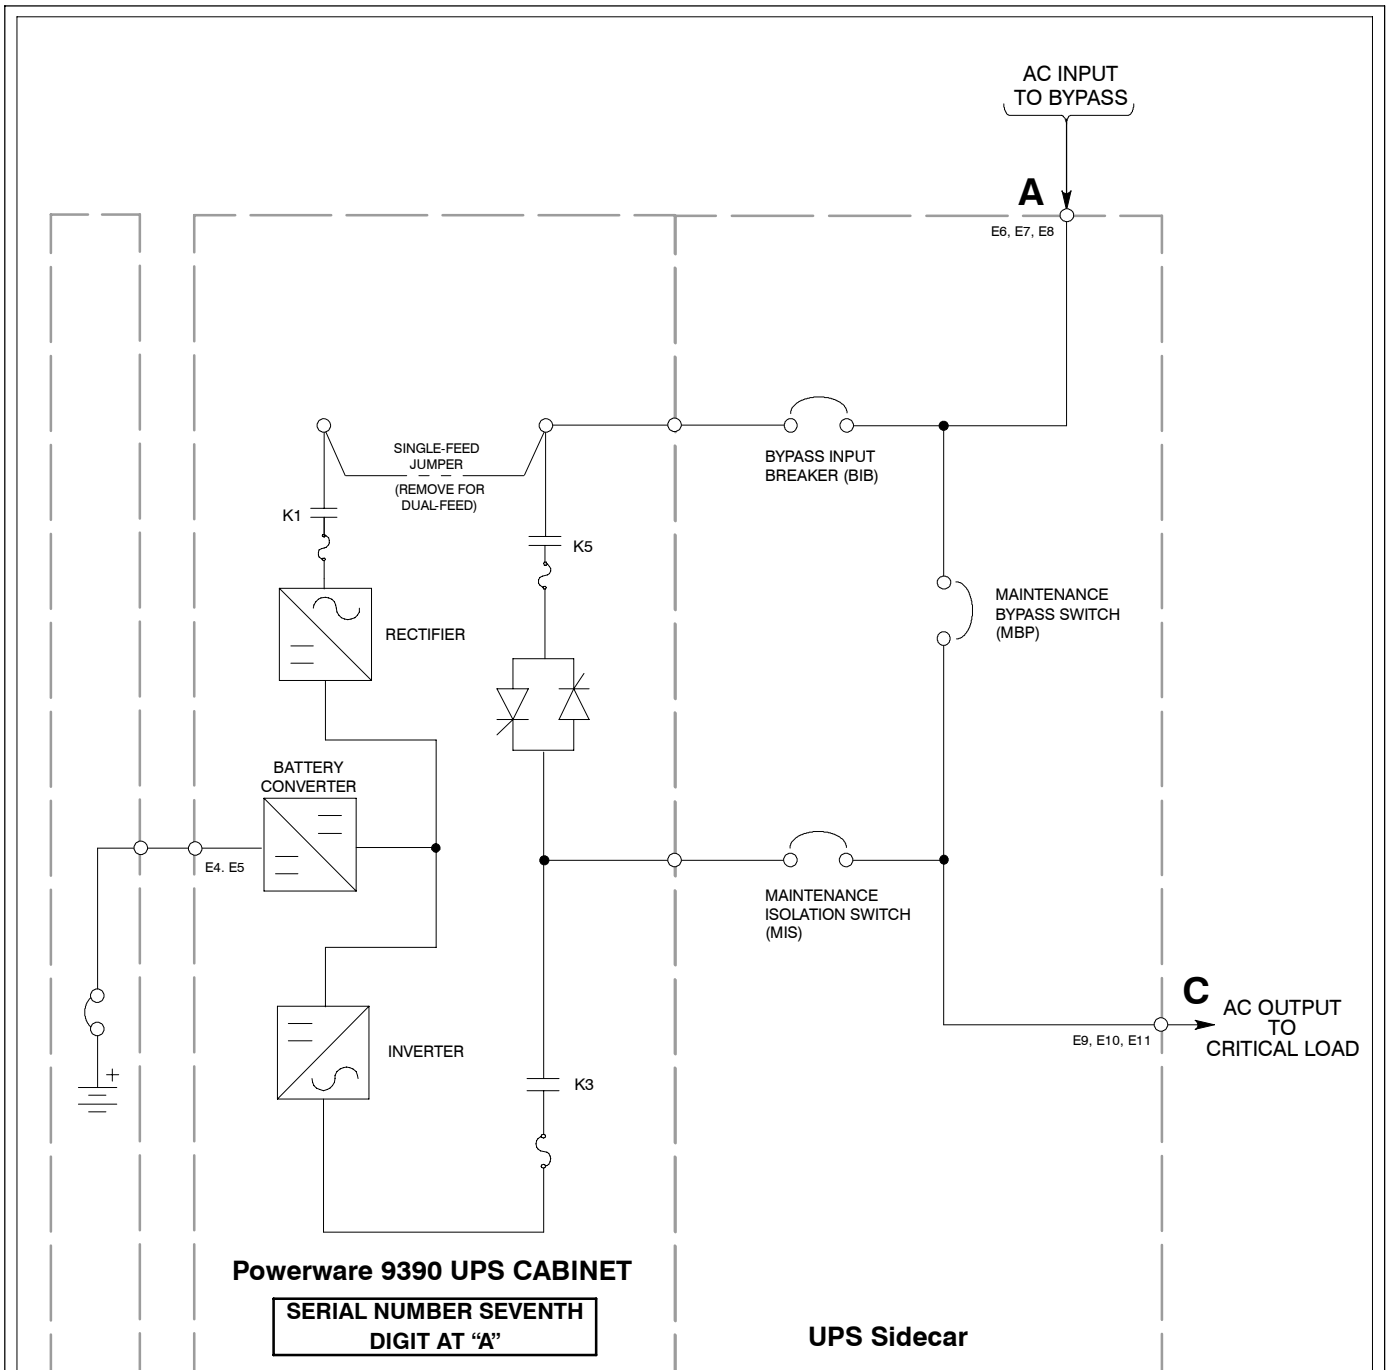 AC INPUT
TO BYPASS
A
E6, E7, E8
SINGLE-FEED
JUMPER
(REMOVE FOR
DUAL-FEED)
BYPASS INPUT
BREAKER (BIB)
K1
K5
MAINTENANCE
BYPASS SWITCH
(MBP)
RECTIFIER
BATTERY
CONVERTER
E4. E5
MAINTENANCE
ISOLATION SWITCH
(MIS)
C
AC OUTPUT
TO
CRITICAL LOAD
E9, E10, E11
INVERTER
+
K3
Powerware 9390 UPS CABINET
SERIAL NUMBER SEVENTH
DIGIT AT “A”
UPS Sidecar